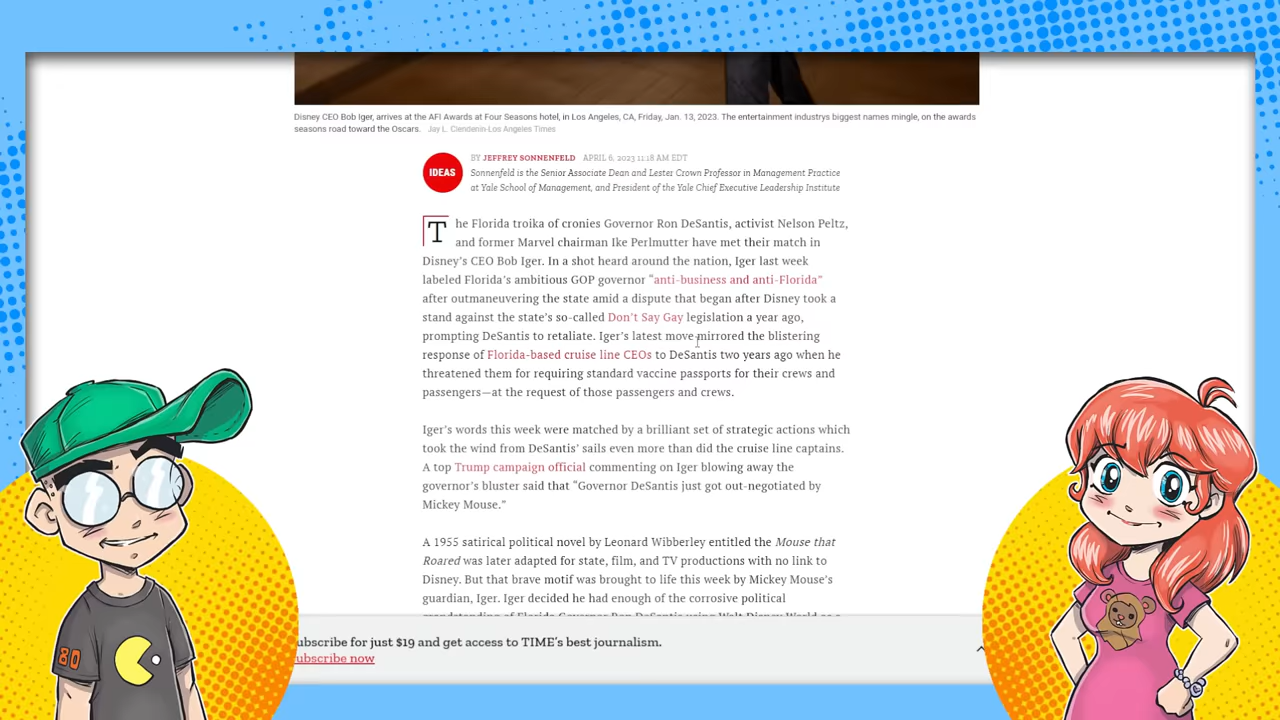 Disney CEO Bob Iger, arrives at the AFI Awards at Four Seasons hotel, in Los Angeles, CA, Friday, Jan. 13, 2023. The entertainment industrys biggest names mingle, on the awards
seasons road toward the Oscars. Jay L. Clendenin-Los Angeles Times
IDEAS
BY JEFFREY SONNENFELD APRIL 6, 2023 11:18 AM EDT
Sonnenfeld is the Senior Associate Dean and Lester Crown Professor in Management Practice
at Yale School of Management, and President of the Yale Chief Executive Leadership Institute
The Florida troika of cronies Governor Ron DeSantis, activist Nelson Peltz,
and former Marvel chairman Ike Perlmutter have met their match in
Disney's CEO Bob Iger. In a shot heard around the nation, Iger last week
labeled Florida's ambitious GOP governor "anti-business and anti-Florida"
after outmaneuvering the state amid a dispute that began after Disney took a
stand against the state's so-called Don't Say Gay legislation a year ago,
prompting DeSantis to retaliate. Iger's latest move mirrored the blistering
response of Florida-based cruise line CEOs to DeSantis two years ago when he
threatened them for requiring standard vaccine passports for their crews and
passengers—at the request of those passengers and crews.
Iger's words this week were matched by a brilliant set of strategic actions which
took the wind from DeSantis' sails even more than did the cruise line captains.
A top Trump campaign official commenting on Iger blowing away the
governor's bluster said that "Governor DeSantis just got out-negotiated by
Mickey Mouse."
A 1955 satirical political novel by Leonard Wibberley entitled the Mouse that
Roared was later adapted for state, film, and TV productions with no link to
Disney. But that brave motif was brought to life this week by Mickey Mouse's
guardian, Iger. Iger decided he had enough of the corrosive political
grandstanding of Florida Governor Ron DeSantis using Walt Disney World as a
ubscribe for just $19 and get access to TIME's best journalism.
ubscribe now
80